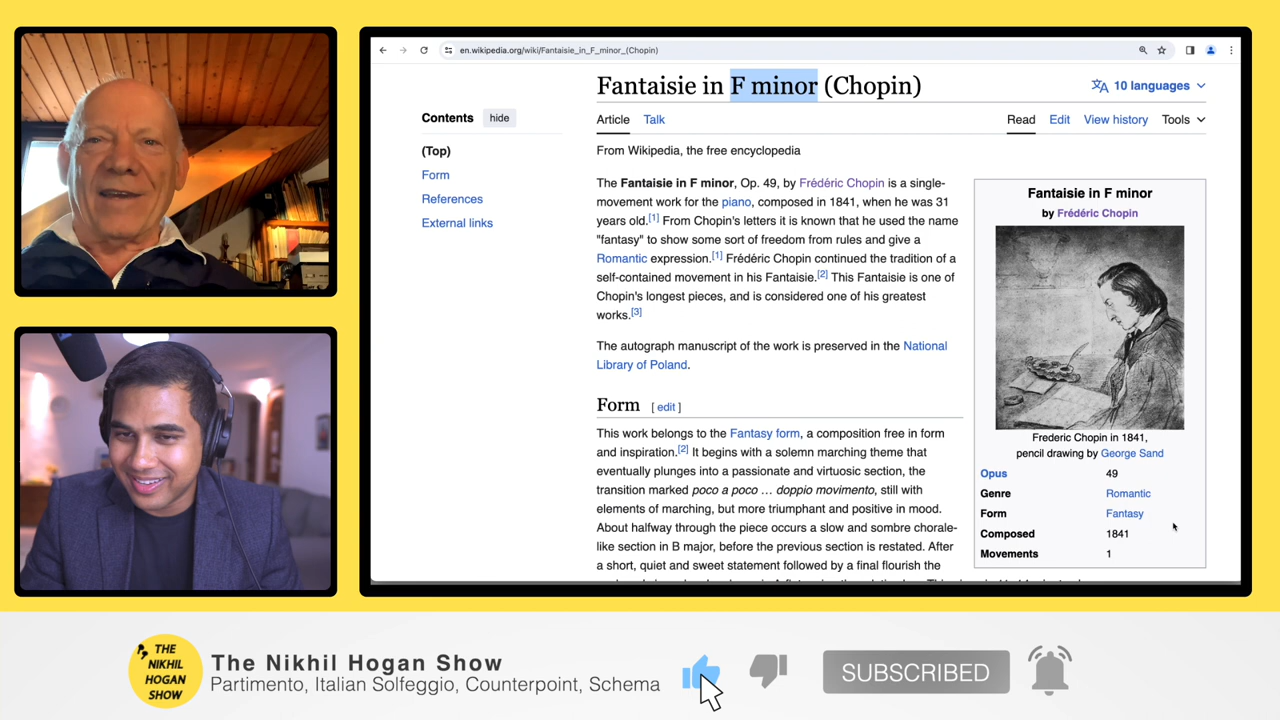 en.wikipedia.org/wiki/Fantaisie_in_F_minor_(Chopin)
Fantaisie in F minor (Chopin)
10 languages
Contents
hide
(Top)
Form
References
External links
Article
Talk
Read
Edit
View history
Tools
From Wikipedia, the free encyclopedia
The Fantaisie in F minor, Op. 49, by Frédéric Chopin is a single-
movement work for the piano, composed in 1841, when he was 31
years old.[1] From Chopin's letters it is known that he used the name
"fantasy" to show some sort of freedom from rules and give a
Romantic expression.[1] Frédéric Chopin continued the tradition of a
self-contained movement in his Fantaisie.[2] This Fantaisie is one of
Chopin's longest pieces, and is considered one of his greatest
works.[3]
The autograph manuscript of the work is preserved in the National
Library of Poland.
Form [ edit ]
This work belongs to the Fantasy form, a composition free in form
and inspiration.[2] It begins with a solemn marching theme that
eventually plunges into a passionate and virtuosic section, the
transition marked poco a poco … doppio movimento, still with
elements of marching, but more triumphant and positive in mood.
About halfway through the piece occurs a slow and sombre chorale-
like section in B major, before the previous section is restated. After
a short, quiet and sweet statement followed by a final flourish the
Fantaisie in F minor
by Frédéric Chopin
Frederic Chopin in 1841,
pencil drawing by George Sand
Opus 49
Genre Romantic
Form Fantasy
Composed 1841
Movements 1
THE
NIKHIL
HOGAN
SHOW
The Nikhil Hogan Show
Partimento, Italian Solfeggio, Counterpoint, Schema
SUBSCRIBED